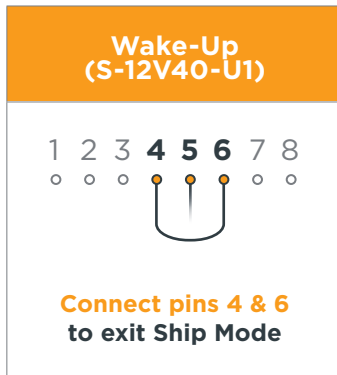 Wake-Up
(S-12V40-U1)
1 2 3 4 5 6 7 8
Connect pins 4 & 6
to exit Ship Mode